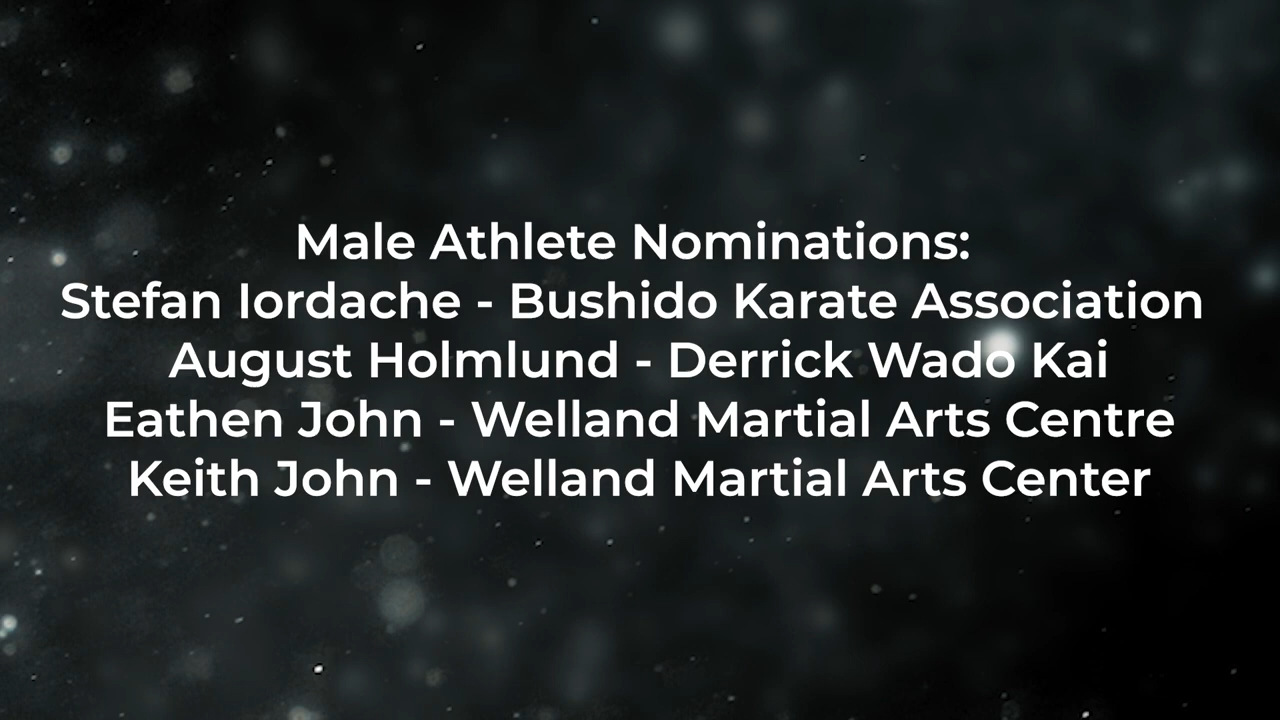 Male Athlete Nominations:
Stefan Iordache - Bushido Karate Association
August Holmlund - Derrick Wado Kai
Eathen John - Welland Martial Arts Centre
Keith John - Welland Martial Arts Center